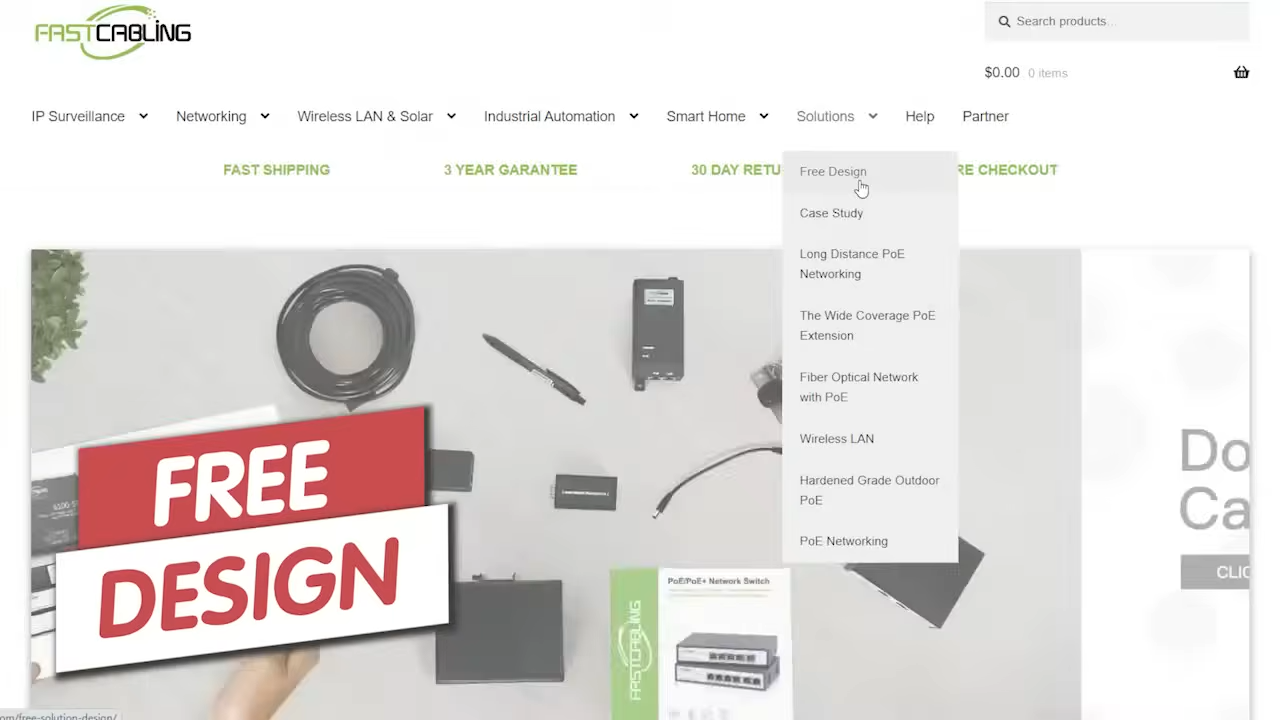 FASTCABLING
Search products…
$0.00 0 items
IP Surveillance
Networking
Wireless LAN & Solar
Industrial Automation
Smart Home
Solutions
Help
Partner
FAST SHIPPING
3 YEAR GARANTEE
30 DAY RETU
RE CHECKOUT
Free Design
Case Study
Long Distance PoE
Networking
The Wide Coverage PoE
Extension
Fiber Optical Network
with PoE
Wireless LAN
Hardened Grade Outdoor
PoE
PoE Networking
Do
Ca
CLIC
FREE
DESIGN
PoE/PoE+ Network Switch
FASTCABLING
om/free-solution-design/